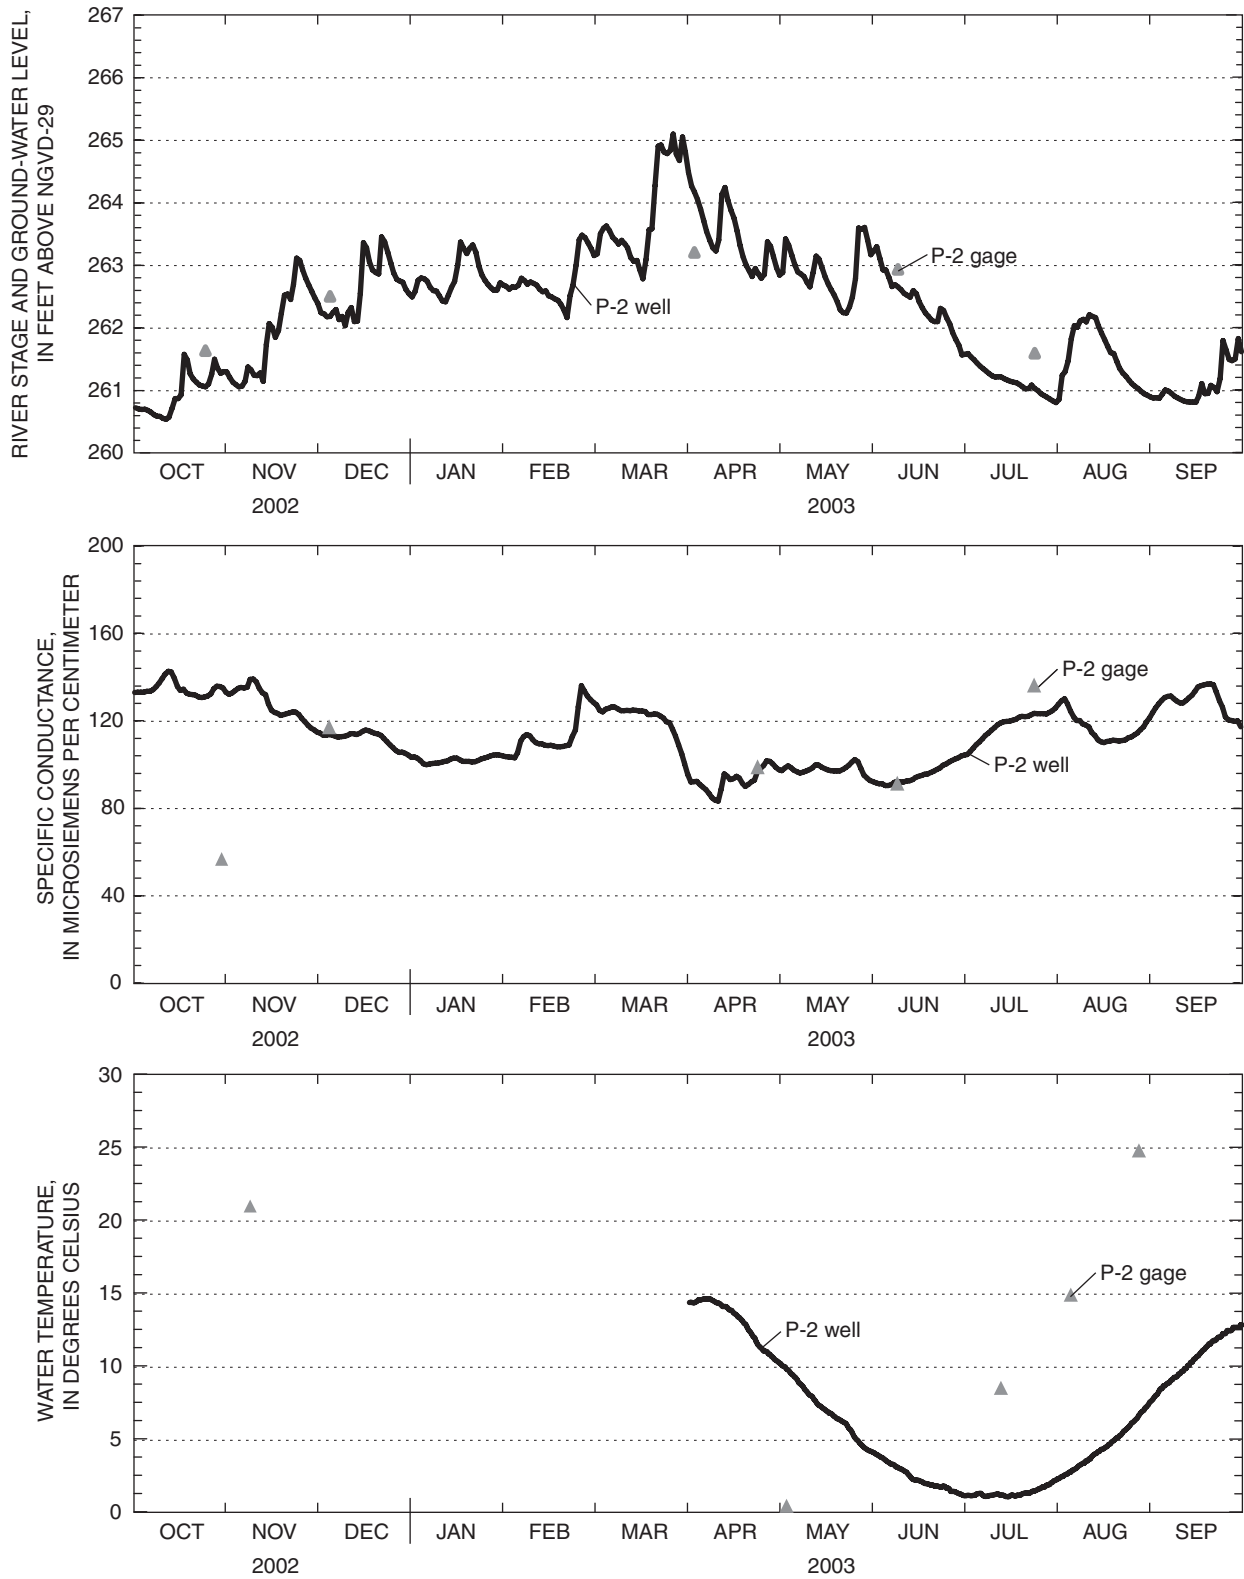 RIVER STAGE AND GROUND-WATER LEVEL,
IN FEET ABOVE NGVD-29
267
266
265
264
263
262
261
260
P-2 gage
P-2 well
OCT NOV DEC JAN FEB MAR APR MAY JUN JUL AUG SEP
2002 2003
SPECIFIC CONDUCTANCE,
IN MICROSIEMENS PER CENTIMETER
200
160
120
80
40
0
P-2 gage
P-2 well
OCT NOV DEC JAN FEB MAR APR MAY JUN JUL AUG SEP
2002 2003
WATER TEMPERATURE,
IN DEGREES CELSIUS
30
25
20
15
10
5
0
P-2 gage
P-2 well
OCT NOV DEC JAN FEB MAR APR MAY JUN JUL AUG SEP
2002 2003